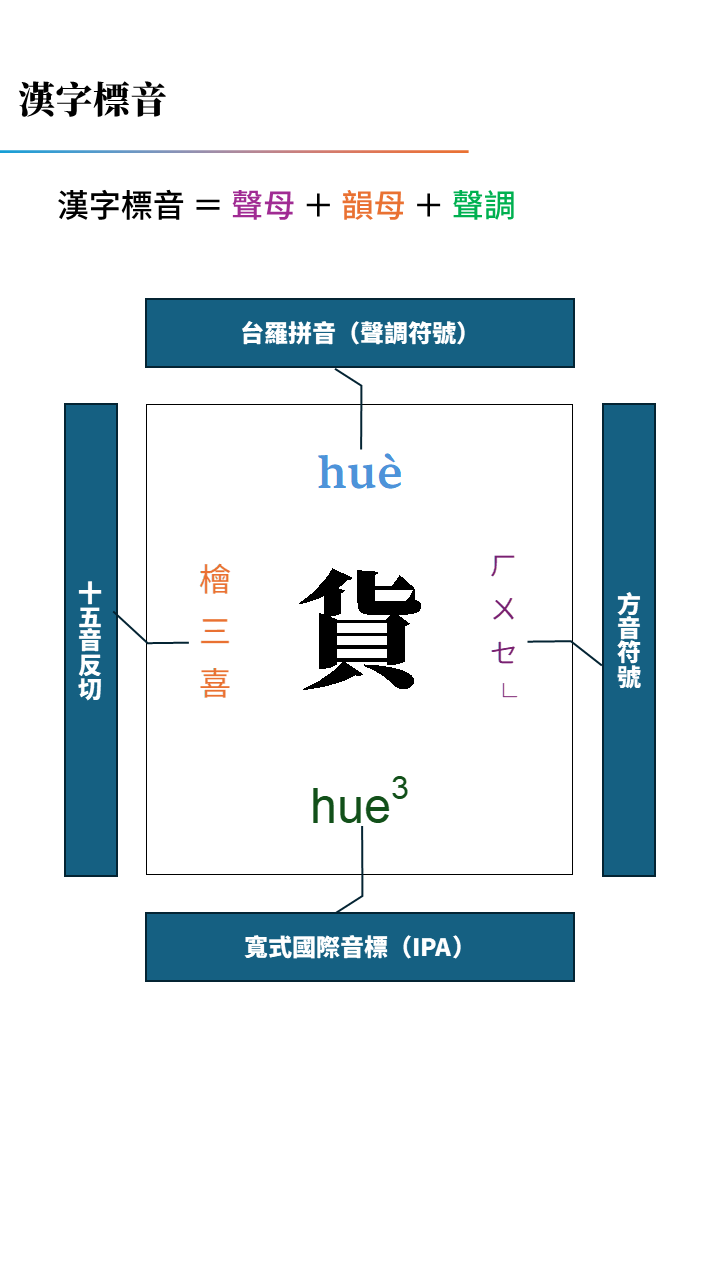 漢字標音
漢字標音 ＝ 聲母 ＋ 韻母 ＋ 聲調
台羅拼音（聲調符號）
huè
十五音反切
檜三喜
貨
ㄏㄨㄝ˪
方音符號
hue³
寬式國際音標（IPA）